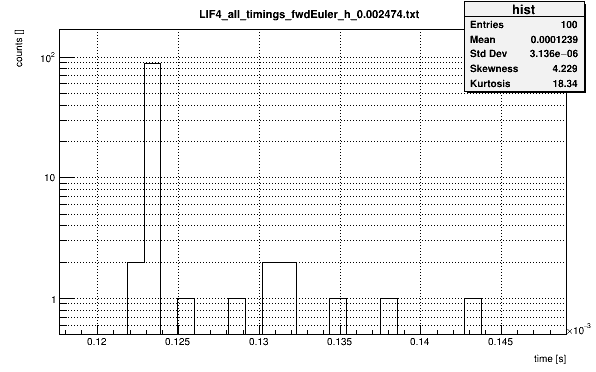 LIF4_all_timings_fwdEuler_h_0.002474.txt
hist
Entries 100
Mean 0.0001239
Std Dev 3.136e−06
Skewness 4.229
Kurtosis 18.34
counts []
10²
10
1
0.12 0.125 0.13 0.135 0.14 0.145
×10⁻³
time [s]